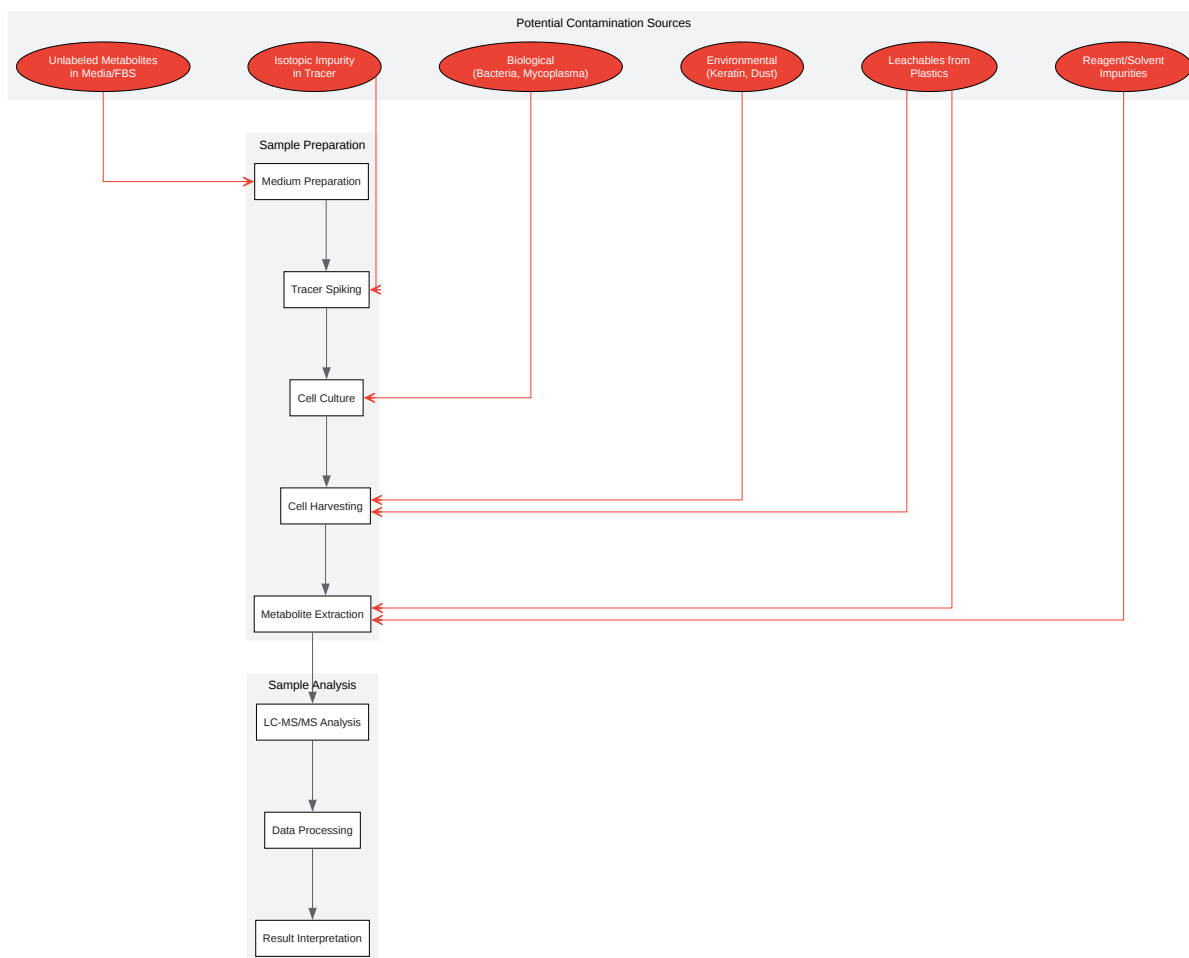 Potential Contamination Sources
Unlabeled Metabolites
in Media/FBS
Isotopic Impurity
in Tracer
Biological
(Bacteria, Mycoplasma)
Environmental
(Keratin, Dust)
Leachables from
Plastics
Reagent/Solvent
Impurities
Sample Preparation
Medium Preparation
Tracer Spiking
Cell Culture
Cell Harvesting
Metabolite Extraction
Sample Analysis
LC-MS/MS Analysis
Data Processing
Result Interpretation